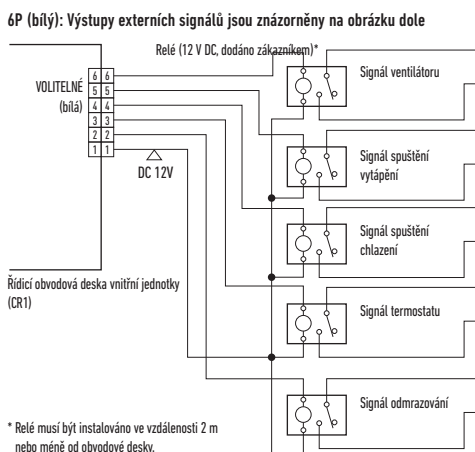 6P (bílý): Výstupy externích signálů jsou znázorněny na obrázku dole
Relé (12 V DC, dodáno zákazníkem)*
VOLITELNÉ
(bílá)
6 6
5 5
4 4
3 3
2 2
1 1
DC 12V
Signál ventilátoru
Signál spuštění
vytápění
Signál spuštění
chlazení
Řídicí obvodová deska vnitřní jednotky
(CR1)
Signál termostatu
Signál odmrazování
* Relé musí být instalováno ve vzdálenosti 2 m
nebo méně od obvodové desky.